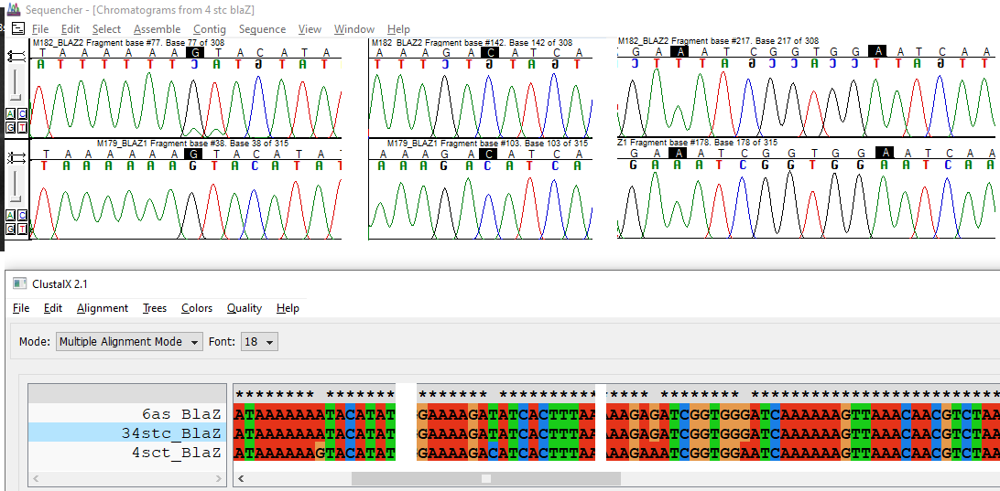 Sequencher - [Chromatograms from 4 stc blaZ]
File Edit Select Assemble Contig Sequence View Window Help
M182_BLAZ2 Fragment base #77. Base 77 of 308
T A A A A A A G T A C A T A
A T T T T T T C A T G T A T
M182_BLAZ2 Fragment base #142. Base 142 of 308
A A A G A C A T C A
T T T C T G T A G T
M182_BLAZ2 Fragment base #217. Base 217 of 308
G A A A T C G G T G G A A T C A A
C T T T A G C C A C C T T A G T T
A C
G T
M179_BLAZ1 Fragment base #38. Base 38 of 315
T A A A A A A G T A C A T A T
T A A A A A A G T A C A T A T
M179_BLAZ1 Fragment base #103. Base 103 of 315
A A A G A C A T C A
A A A G A C A T C A
Z1 Fragment base #178. Base 178 of 315
G A A A T C G G T G G A A T C A A
G A A A T C G G T G G A A T C A A
A C
G T
ClustalX 2.1
File Edit Alignment Trees Colors Quality Help
Mode: Multiple Alignment Mode Font: 18
6as BlaZ ATAAAAAAATACATAT GAAAAGATATCACTTTAA AAGAGATCGGTGGGATCAAAAAAGTTAAACAACGTCTAA
34stc_BlaZ ATAAAAAAATACATAT GAAAAGATATCACTTTAA AAGAGATCGGTGGGATCAAAAAAGTTAAACAACGTCTAA
4sct_BlaZ ATAAAAAAGTACATAT GAAAAGACATCACTTTAA AAGAAATCGGTGGAATCAAAAAAGTTAAACAACGTCTAA